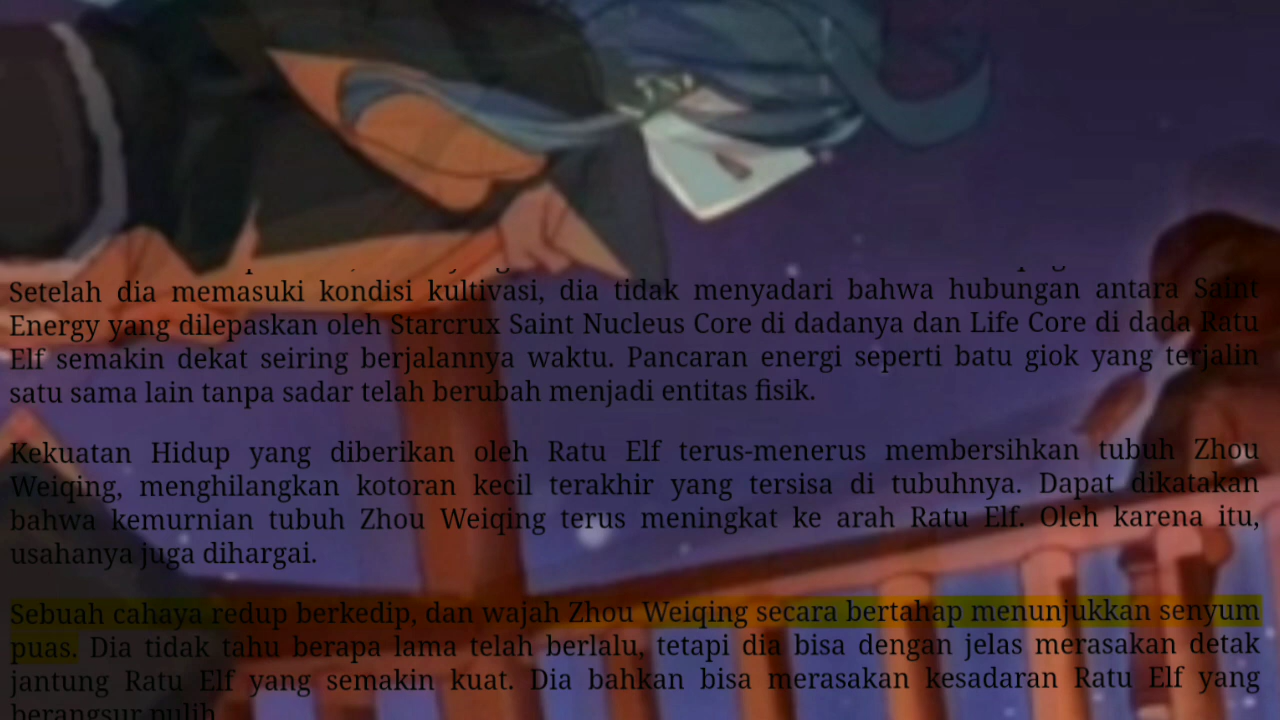 Setelah dia memasuki kondisi kultivasi, dia tidak menyadari bahwa hubungan antara Saint
Energy yang dilepaskan oleh Starcrux Saint Nucleus Core di dadanya dan Life Core di dada Ratu
Elf semakin dekat seiring berjalannya waktu. Pancaran energi seperti batu giok yang terjalin
satu sama lain tanpa sadar telah berubah menjadi entitas fisik.
Kekuatan Hidup yang diberikan oleh Ratu Elf terus-menerus membersihkan tubuh Zhou
Weiqing, menghilangkan kotoran kecil terakhir yang tersisa di tubuhnya. Dapat dikatakan
bahwa kemurnian tubuh Zhou Weiqing terus meningkat ke arah Ratu Elf. Oleh karena itu,
usahanya juga dihargai.
Sebuah cahaya redup berkedip, dan wajah Zhou Weiqing secara bertahap menunjukkan senyum
puas. Dia tidak tahu berapa lama telah berlalu, tetapi dia bisa dengan jelas merasakan detak
jantung Ratu Elf yang semakin kuat. Dia bahkan bisa merasakan kesadaran Ratu Elf yang
berangsur pulih